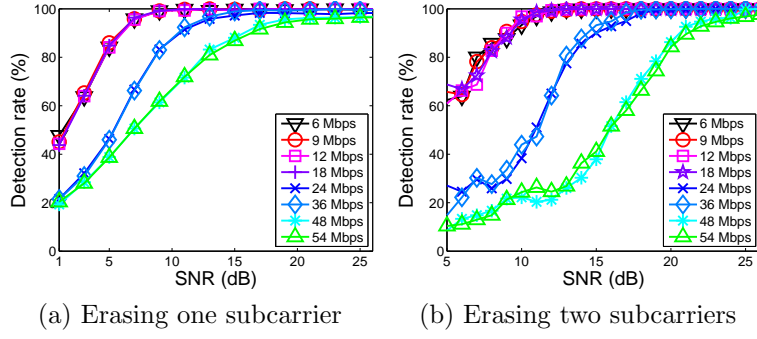 Detection rate (%)
100
80
60
40
20
0
1
5
10
15
20
25
SNR (dB)
6 Mbps
9 Mbps
12 Mbps
18 Mbps
24 Mbps
36 Mbps
48 Mbps
54 Mbps
(a) Erasing one subcarrier
Detection rate (%)
100
80
60
40
20
0
5
10
15
20
25
SNR (dB)
6 Mbps
9 Mbps
12 Mbps
18 Mbps
24 Mbps
36 Mbps
48 Mbps
54 Mbps
(b) Erasing two subcarriers